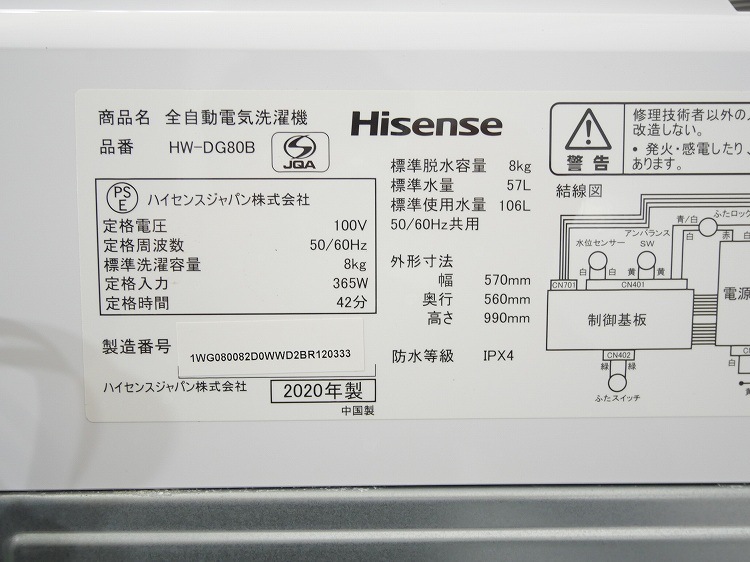 商品名 全自動電気洗濯機
品番 HW-DG80B
JQA
PSE ハイセンスジャパン株式会社
定格電圧 100V
定格周波数 50/60Hz
標準洗濯容量 8kg
定格入力 365W
定格時間 42分
製造番号 1WG080082D0WWD2BR120333
ハイセンスジャパン株式会社 2020年製
中国製
Hisense
標準脱水容量 8kg
標準水量 57L
標準使用水量 106L
50/60Hz共用
外形寸法
幅 570mm
奥行 560mm
高さ 990mm
防水等級 IPX4
警告
修理技術者以外の
改造しない。
・発火・感電したり、
あります。
結線図
青/白 ふたロック
アンバランス 白 赤 白
水位センサー SW
白 白 黄 黄
CN701 CN401
制御基板
電源
CN402
緑 緑
ふたスイッチ
白
黄